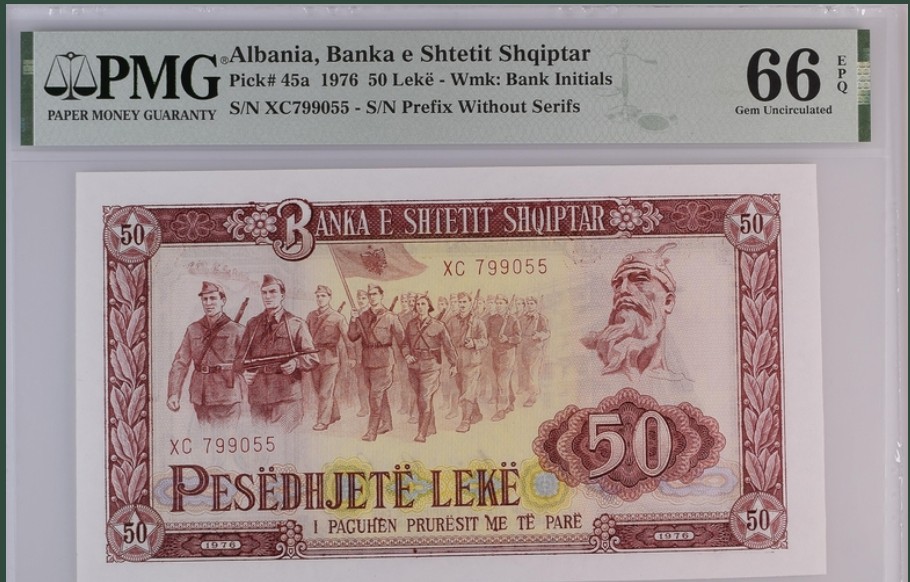 PMG®
PAPER MONEY GUARANTY
Albania, Banka e Shtetit Shqiptar
Pick# 45a 1976 50 Lekë - Wmk: Bank Initials
S/N XC799055 - S/N Prefix Without Serifs
66
EPQ
Gem Uncirculated
50
BANKA E SHTETIT SHQIPTAR
50
XC 799055
XC 799055
50
PESËDHJETË LEKË
I PAGUHEN PRURËSIT ME TË PARË
50
1976
1976
50